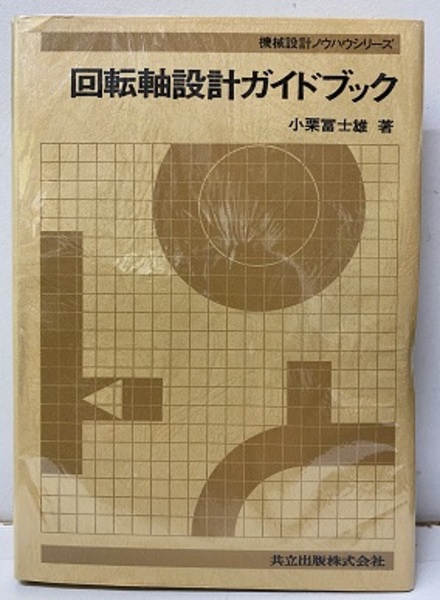 機械設計ノウハウシリーズ
回転軸設計ガイドブック
小栗冨士雄 著
共立出版株式会社